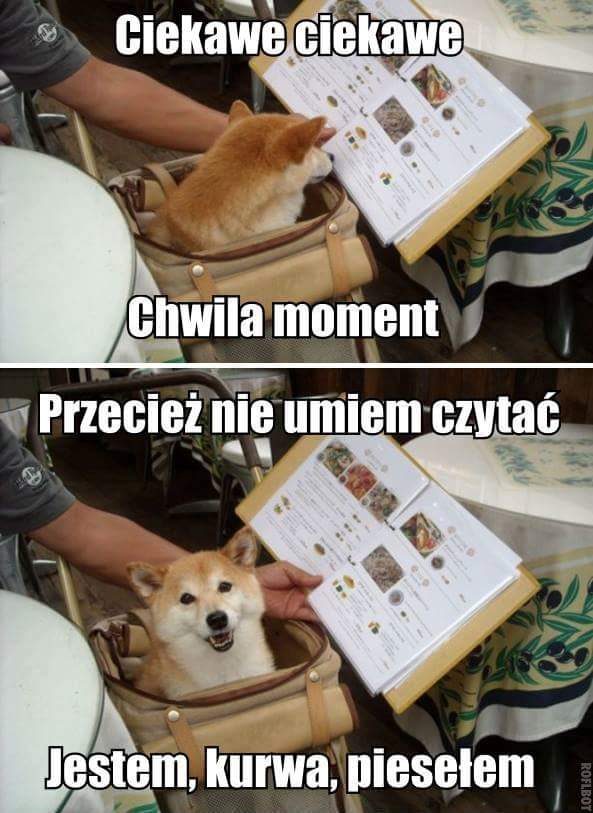 Ciekawe ciekawe
Chwila moment
Przecież nie umiem czytać
Jestem, kurwa, piesełem
ROFLBOT